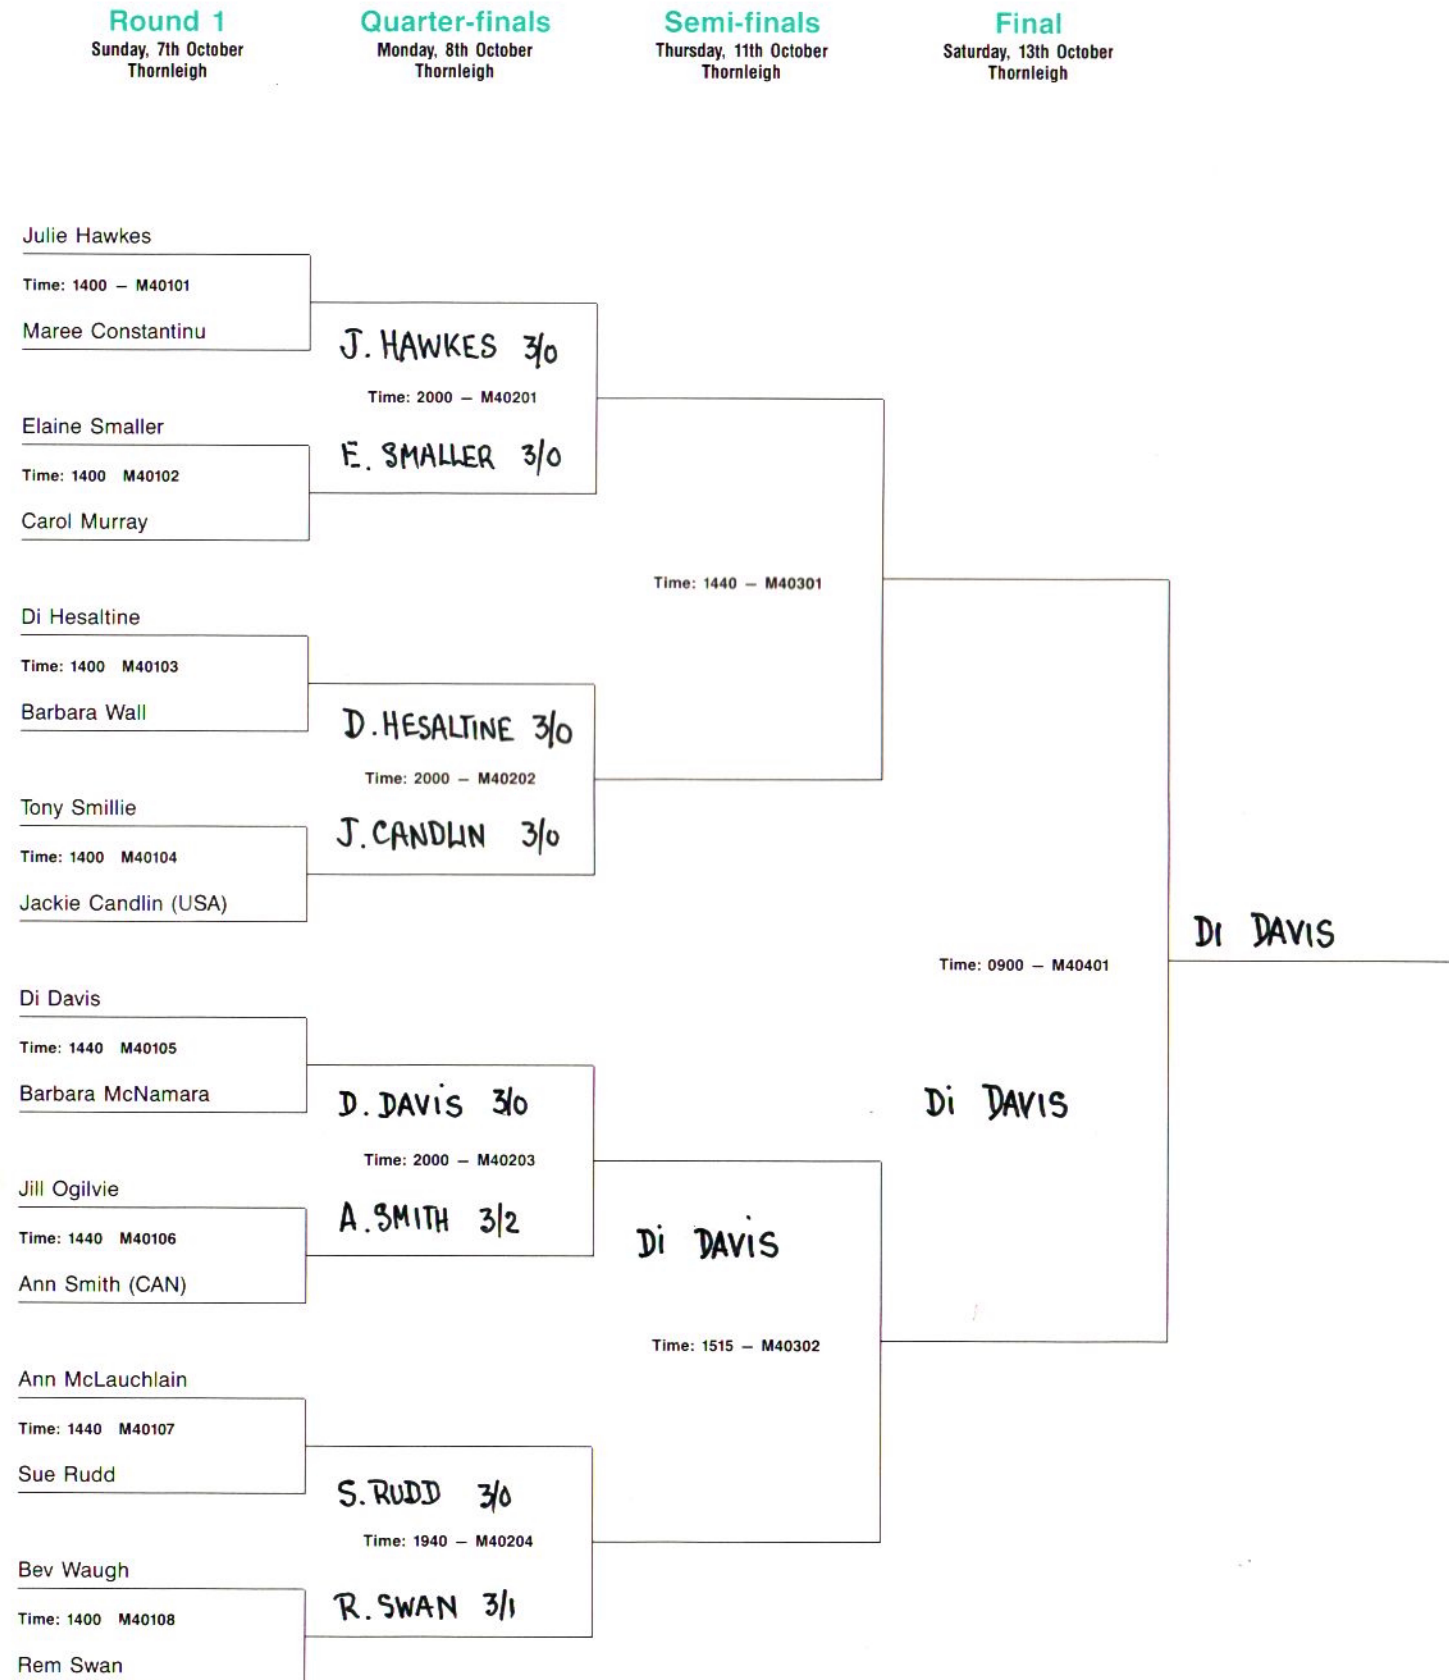 Round 1
Sunday, 7th October
Thornleigh
Quarter-finals
Monday, 8th October
Thornleigh
Semi-finals
Thursday, 11th October
Thornleigh
Final
Saturday, 13th October
Thornleigh
Julie Hawkes
Time: 1400 – M40101
Maree Constantinu
Elaine Smaller
Time: 1400 M40102
Carol Murray
Di Hesaltine
Time: 1400 M40103
Barbara Wall
Tony Smillie
Time: 1400 M40104
Jackie Candlin (USA)
Di Davis
Time: 1440 M40105
Barbara McNamara
Jill Ogilvie
Time: 1440 M40106
Ann Smith (CAN)
Ann McLauchlain
Time: 1440 M40107
Sue Rudd
Bev Waugh
Time: 1400 M40108
Rem Swan
J. HAWKES 3/0
Time: 2000 – M40201
E. SMALLER 3/0
D. HESALTINE 3/0
Time: 2000 – M40202
J. CANDLIN 3/0
D. DAVIS 3/0
Time: 2000 – M40203
A. SMITH 3/2
S. RUDD 3/0
Time: 1940 – M40204
R. SWAN 3/1
Time: 1440 – M40301
Di DAVIS
Time: 1515 – M40302
Time: 0900 – M40401
Di DAVIS
DI DAVIS